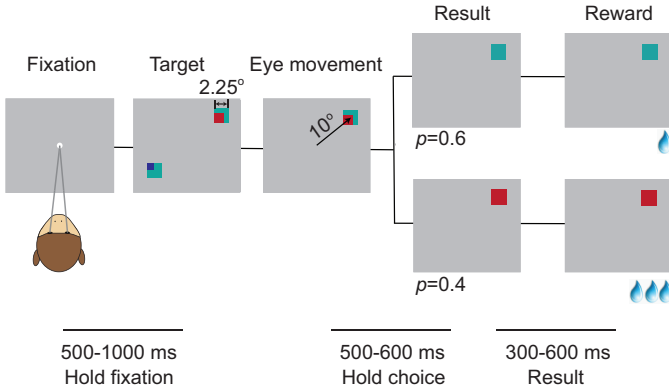 Fixation
Target
Eye movement
Result
Reward
2.25°
10°
p=0.6
p=0.4
500-1000 ms
Hold fixation
500-600 ms
Hold choice
300-600 ms
Result